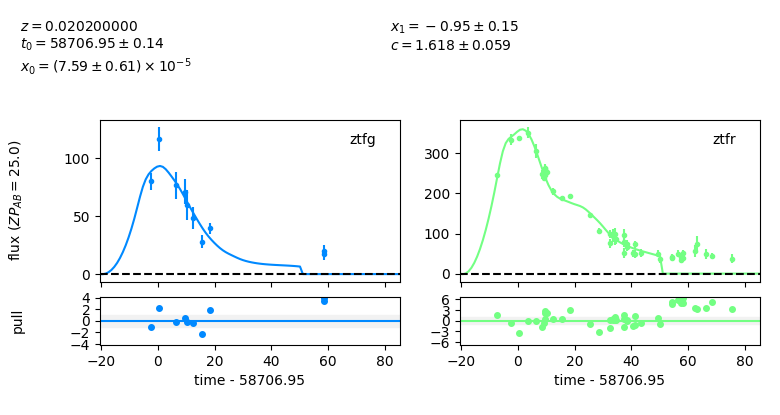 z = 0.020200000
t₀ = 58706.95 ± 0.14
x₀ = (7.59 ± 0.61) × 10⁻⁵
x₁ = −0.95 ± 0.15
c = 1.618 ± 0.059
flux (ZP_AB = 25.0)
ztfg
100
50
0
ztfr
300
200
100
0
pull
4
2
0
−2
−4
−20 0 20 40 60 80
time - 58706.95
6
3
0
−3
−6
−20 0 20 40 60 80
time - 58706.95